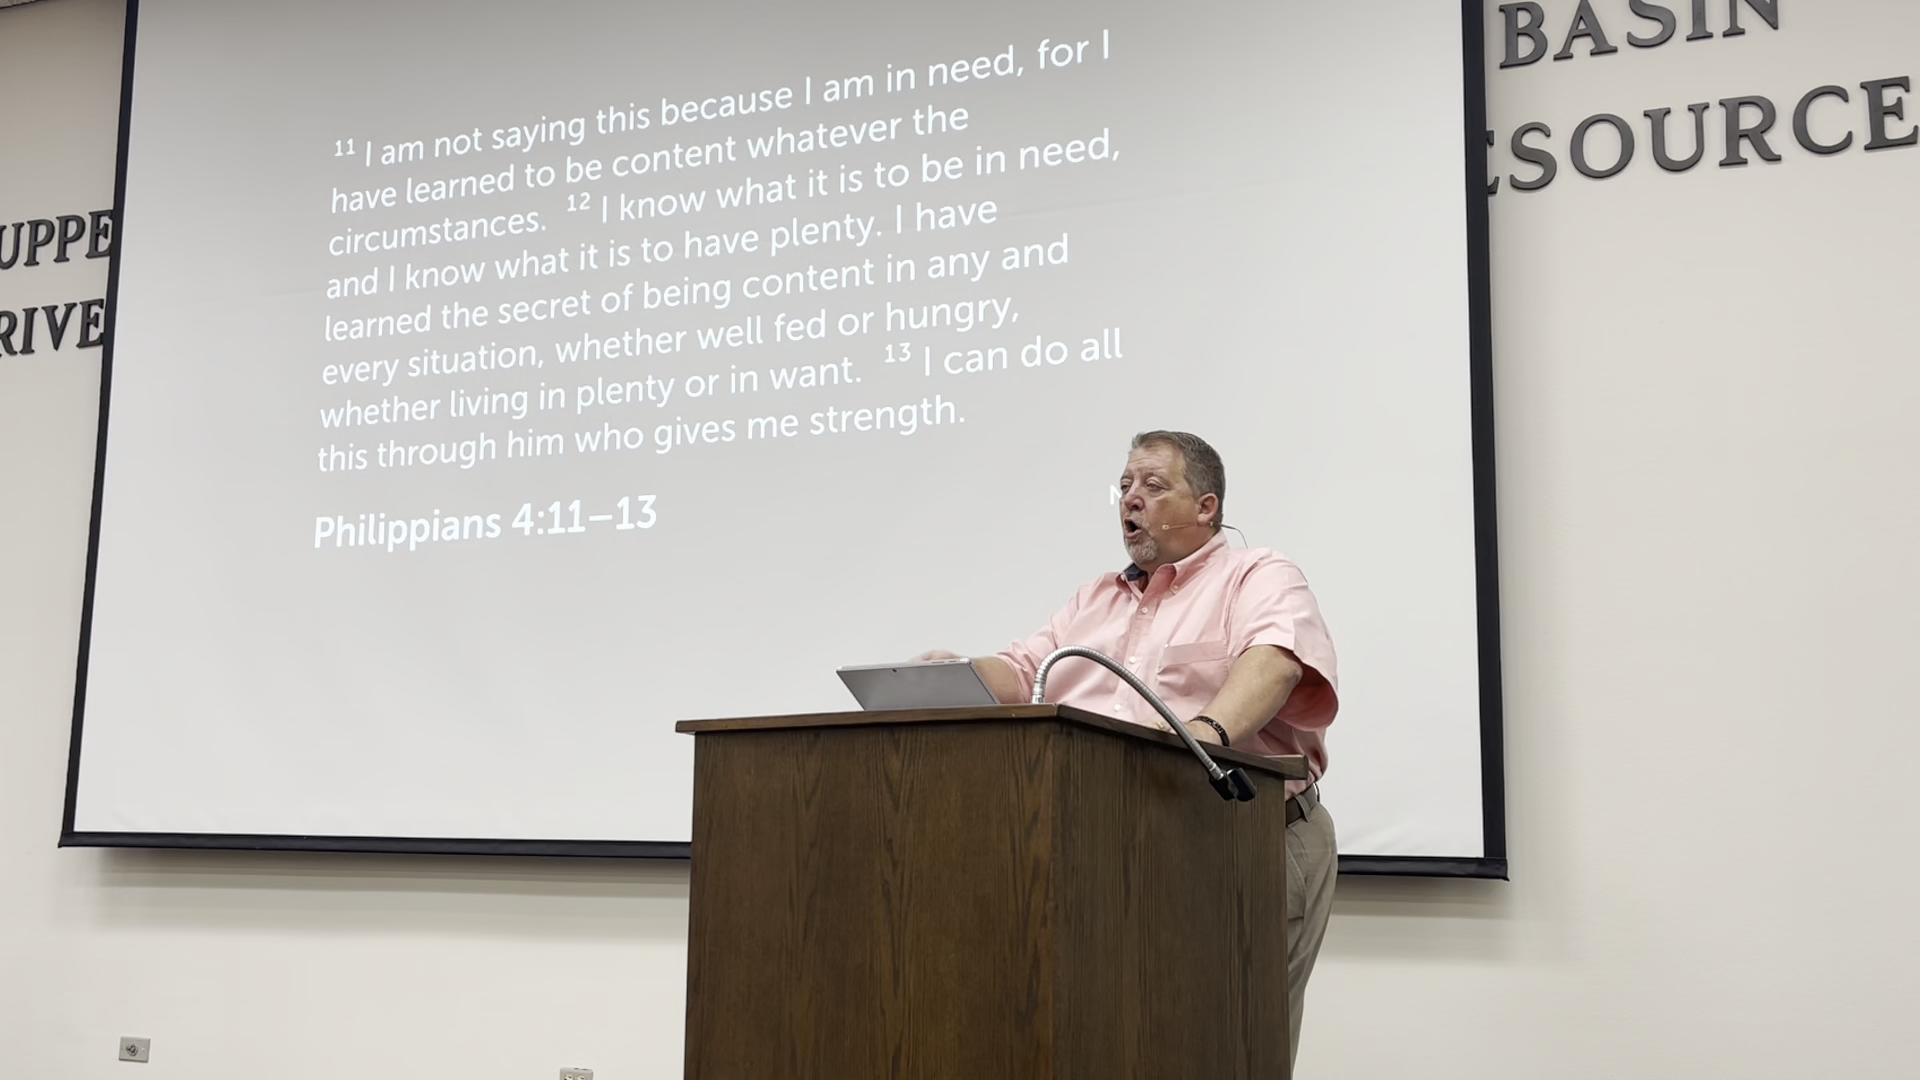 11 I am not saying this because I am in need, for I
have learned to be content whatever the
circumstances. 12 I know what it is to be in need,
and I know what it is to have plenty. I have
learned the secret of being content in any and
every situation, whether well fed or hungry,
whether living in plenty or in want. 13 I can do all
this through him who gives me strength.
Philippians 4:11–13
UPPE
RIVE
BASIN
ESOURCE